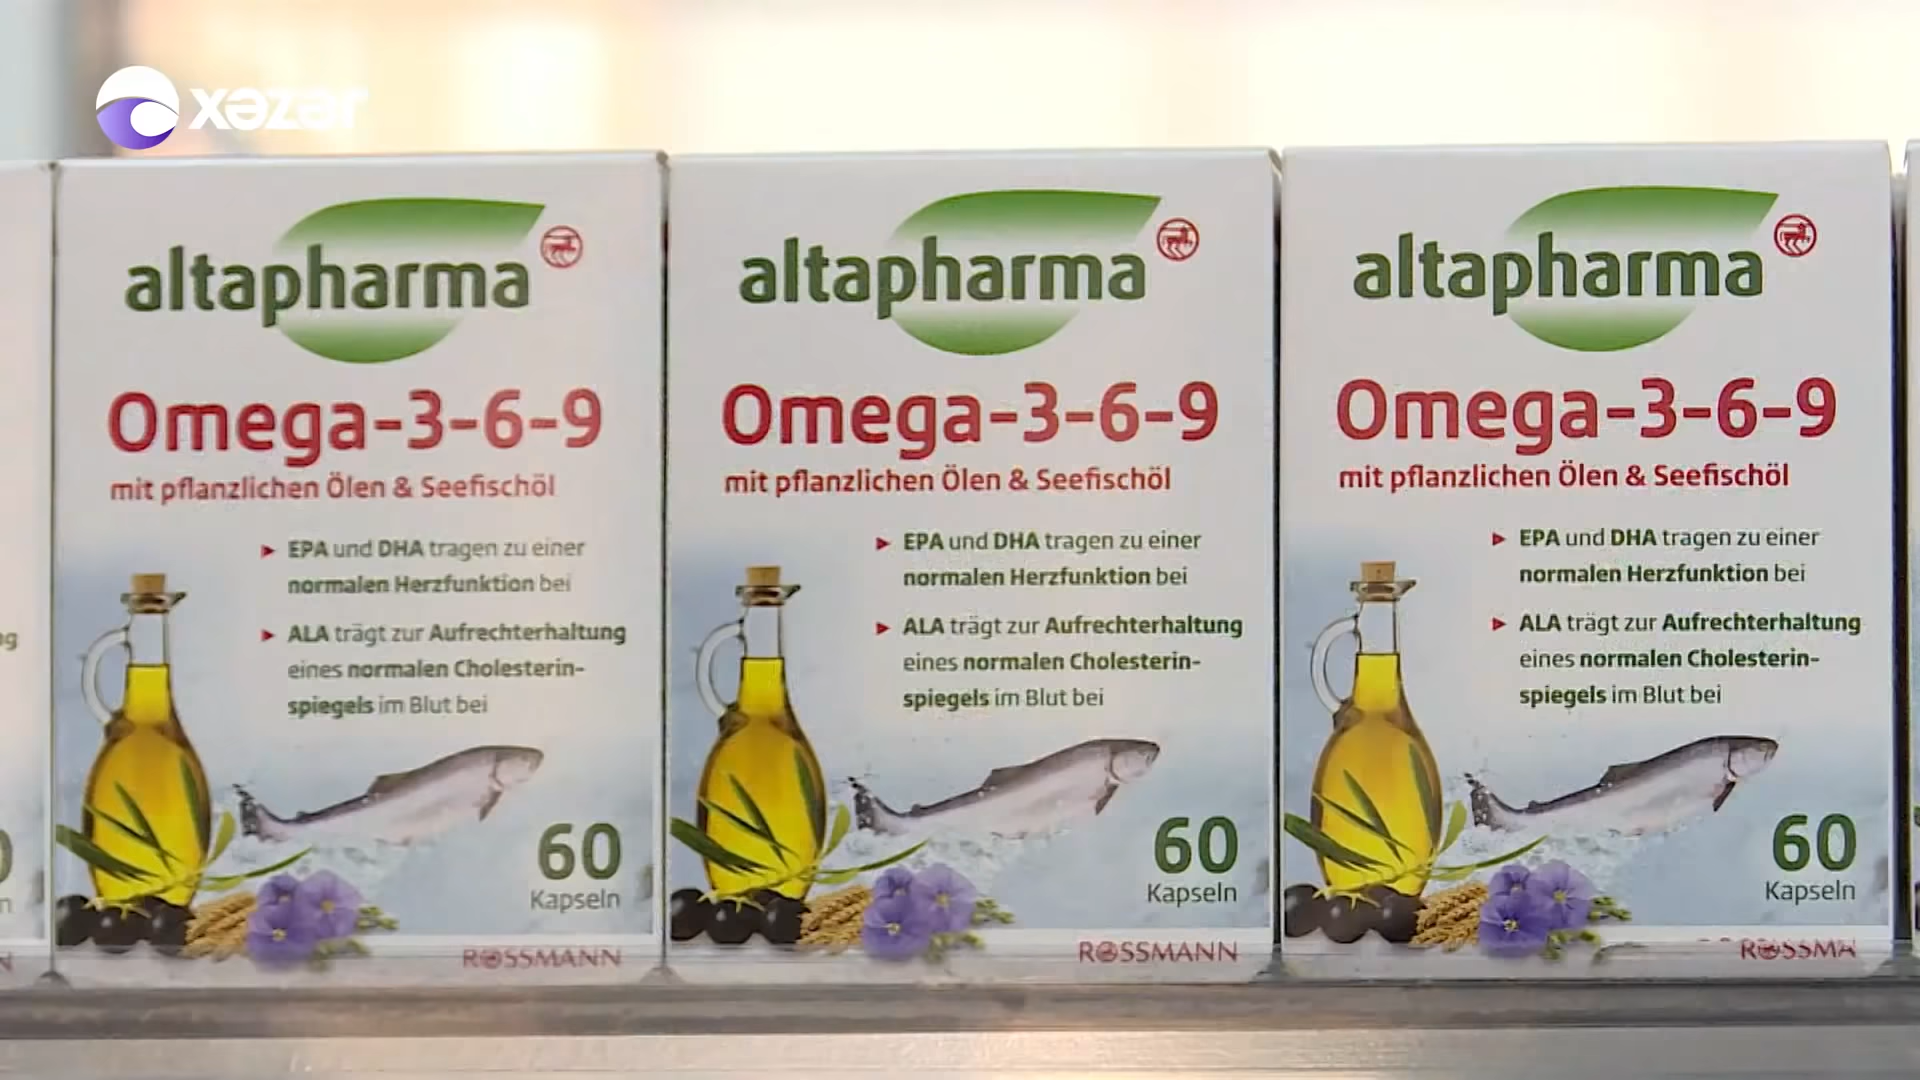 xəzər
altapharma
Omega-3-6-9
mit pflanzlichen Ölen & Seefischöl
EPA und DHA tragen zu einer
normalen Herzfunktion bei
ALA trägt zur Aufrechterhaltung
eines normalen Cholesterin-
spiegels im Blut bei
60
Kapseln
ROSSMANN
altapharma
Omega-3-6-9
mit pflanzlichen Ölen & Seefischöl
EPA und DHA tragen zu einer
normalen Herzfunktion bei
ALA trägt zur Aufrechterhaltung
eines normalen Cholesterin-
spiegels im Blut bei
60
Kapseln
ROSSMANN
altapharma
Omega-3-6-9
mit pflanzlichen Ölen & Seefischöl
EPA und DHA tragen zu einer
normalen Herzfunktion bei
ALA trägt zur Aufrechterhaltung
eines normalen Cholesterin-
spiegels im Blut bei
60
Kapseln
ROSSMA